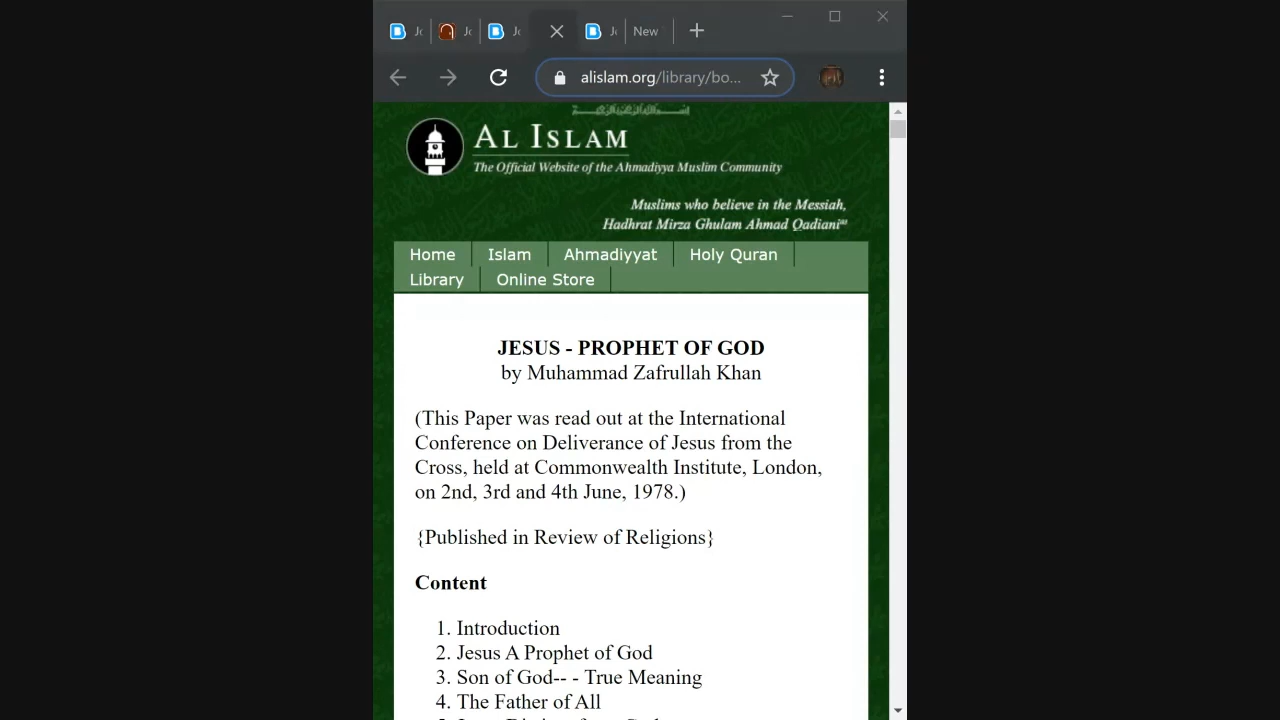 New
alislam.org/library/bo...
AL ISLAM
The Official Website of the Ahmadiyya Muslim Community
Muslims who believe in the Messiah,
Hadhrat Mirza Ghulam Ahmad Qadiani
Home Islam Ahmadiyyat Holy Quran
Library Online Store
JESUS - PROPHET OF GOD
by Muhammad Zafrullah Khan
(This Paper was read out at the International
Conference on Deliverance of Jesus from the
Cross, held at Commonwealth Institute, London,
on 2nd, 3rd and 4th June, 1978.)
{Published in Review of Religions}
Content
1. Introduction
2. Jesus A Prophet of God
3. Son of God-- - True Meaning
4. The Father of All